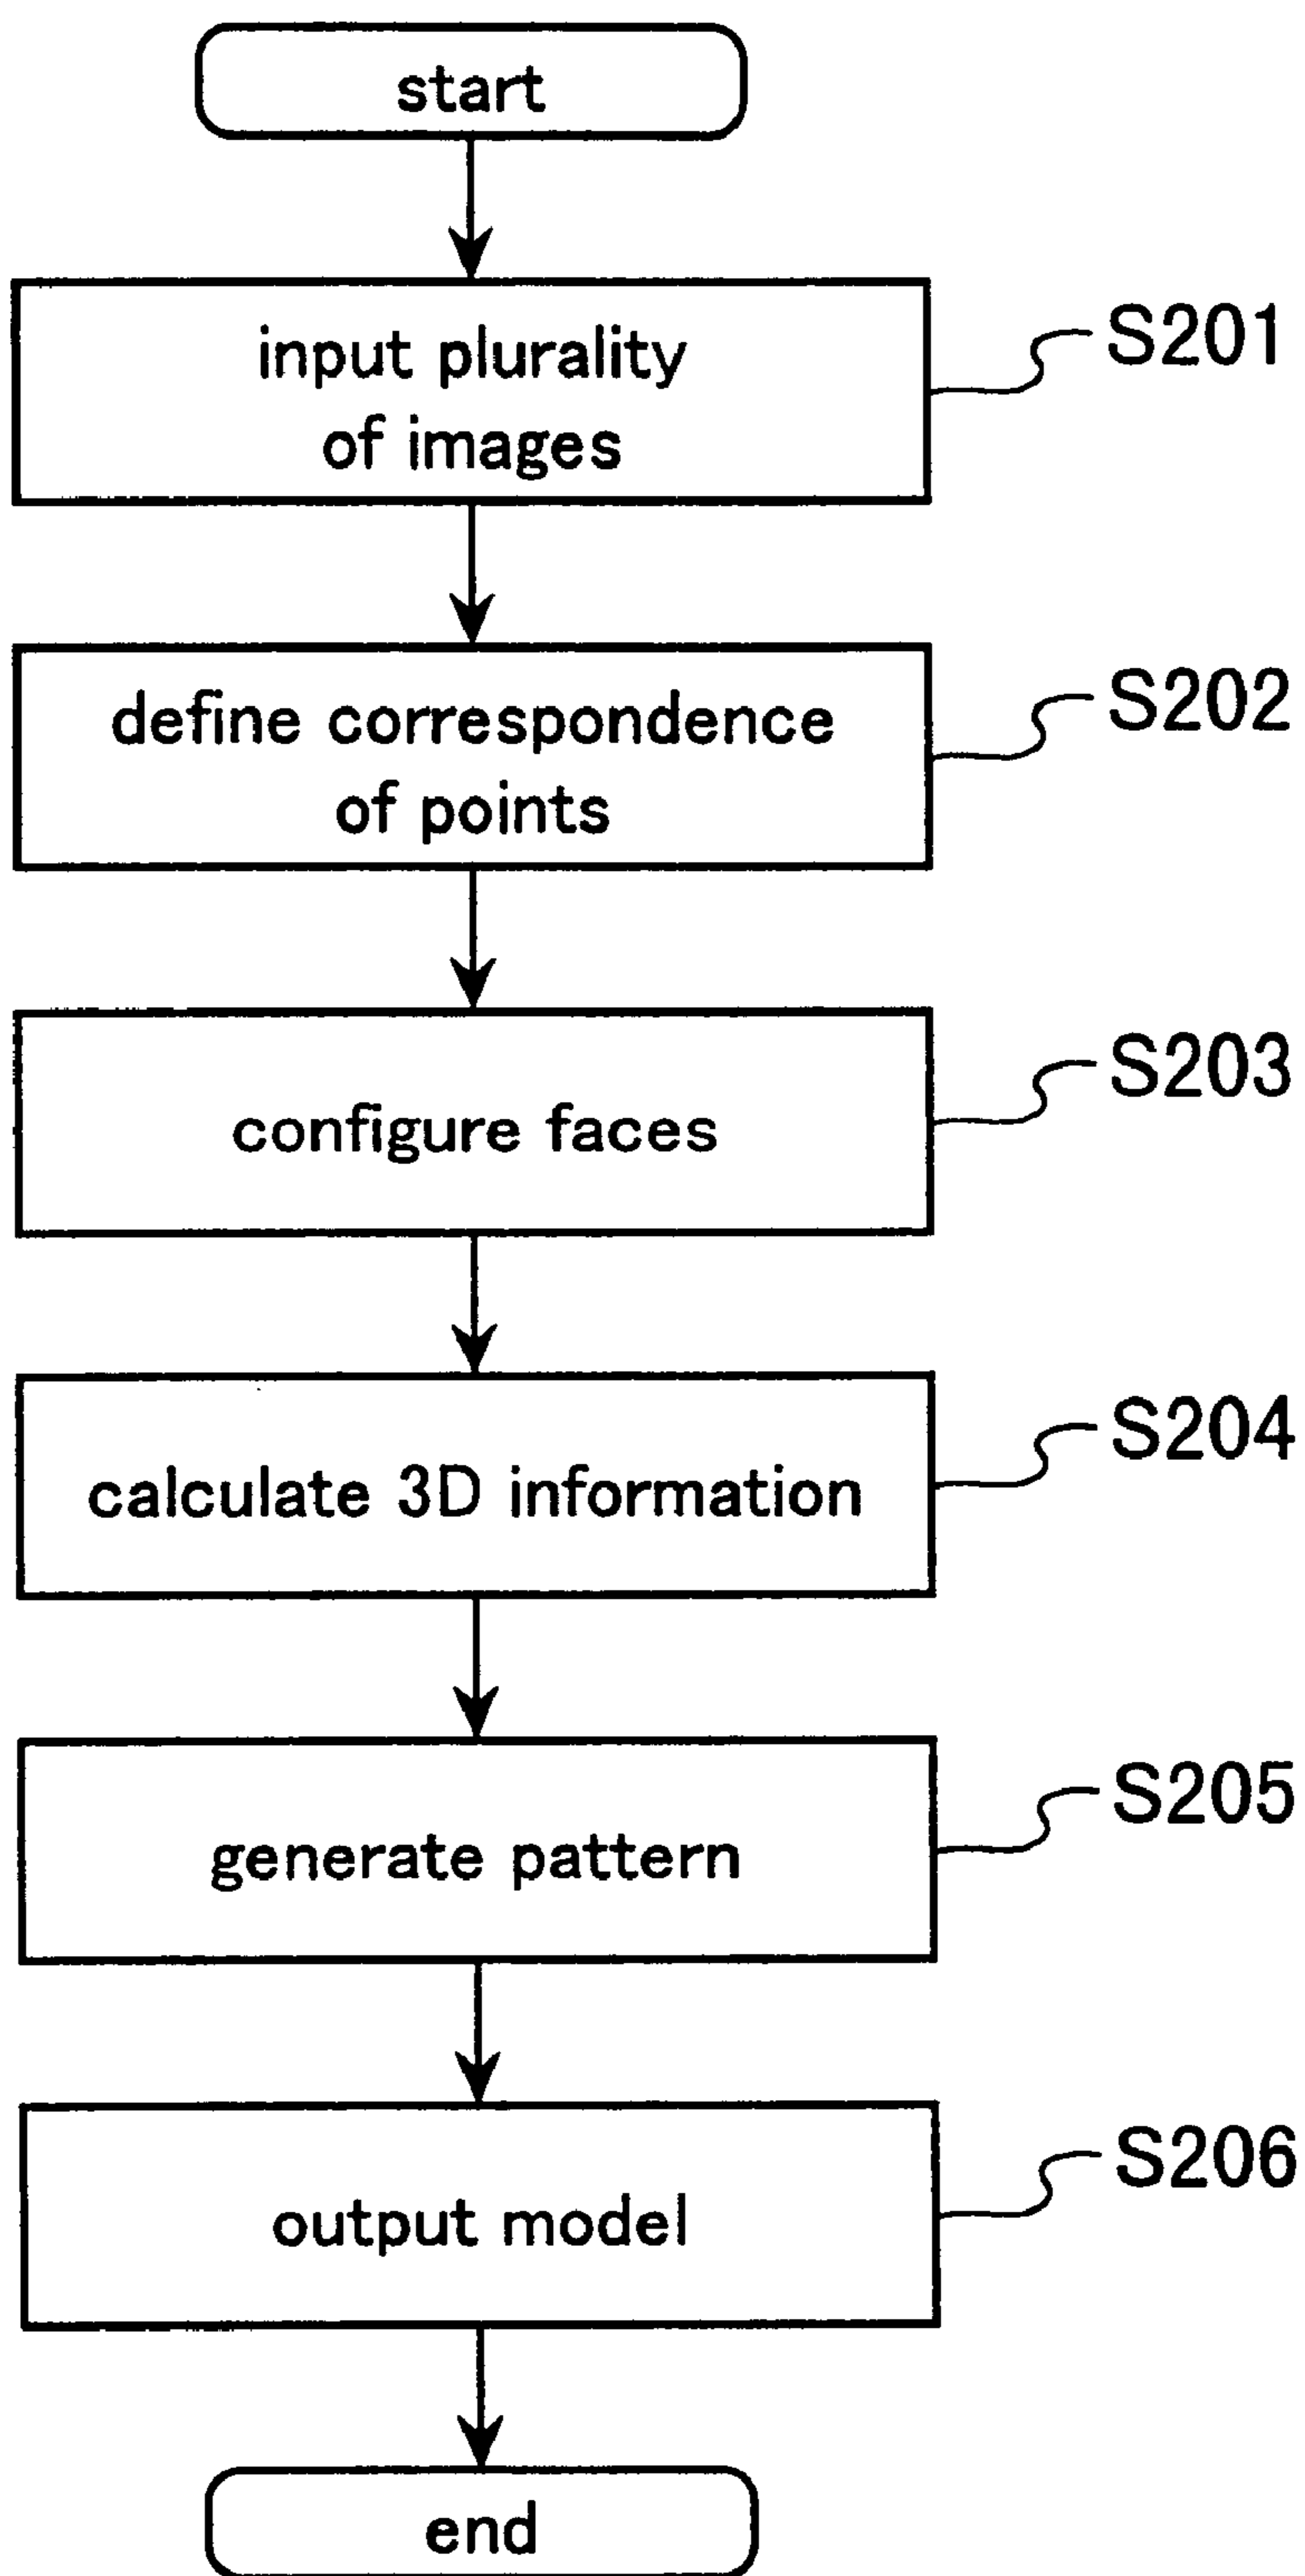 start
input plurality
of images
S201
define correspondence
of points
S202
configure faces
S203
calculate 3D information
S204
generate pattern
S205
output model
S206
end